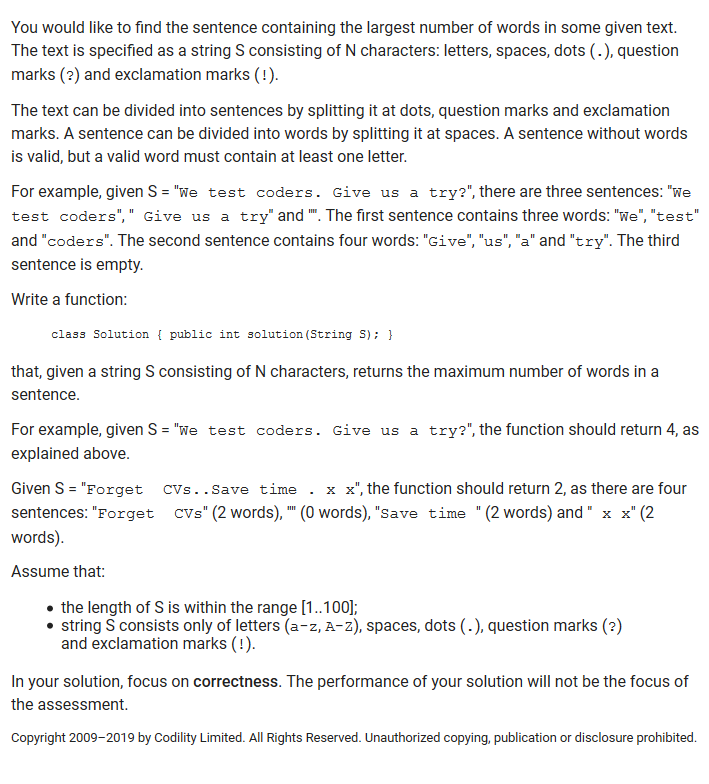 You would like to find the sentence containing the largest number of words in some given text.
The text is specified as a string S consisting of N characters: letters, spaces, dots (.), question
marks (?) and exclamation marks (!).
The text can be divided into sentences by splitting it at dots, question marks and exclamation
marks. A sentence can be divided into words by splitting it at spaces. A sentence without words
is valid, but a valid word must contain at least one letter.
For example, given S = "We test coders. Give us a try?", there are three sentences: "We
test coders", " Give us a try" and "". The first sentence contains three words: "We", "test"
and "coders". The second sentence contains four words: "Give", "us", "a" and "try". The third
sentence is empty.
Write a function:
class Solution { public int solution(String S); }
that, given a string S consisting of N characters, returns the maximum number of words in a
sentence.
For example, given S = "We test coders. Give us a try?", the function should return 4, as
explained above.
Given S = "Forget  CVs..Save time . x x", the function should return 2, as there are four
sentences: "Forget  CVs" (2 words), "" (0 words), "Save time " (2 words) and " x x" (2
words).
Assume that:
• the length of S is within the range [1..100];
• string S consists only of letters (a-z, A-Z), spaces, dots (.), question marks (?)
and exclamation marks (!).
In your solution, focus on correctness. The performance of your solution will not be the focus of
the assessment.
Copyright 2009–2019 by Codility Limited. All Rights Reserved. Unauthorized copying, publication or disclosure prohibited.